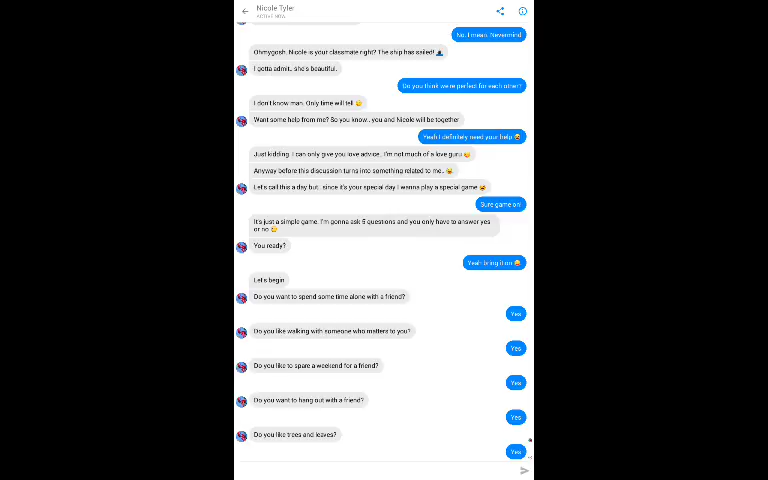 Nicole Tyler
ACTIVE NOW
No. I mean. Nevermind
Ohmygosh. Nicole is your classmate right? The ship has sailed!
I gotta admit.. she's beautiful.
Do you think we're perfect for each other?
I don't know man. Only time will tell
Want some help from me? So you know.. you and Nicole will be together
Yeah I definitely need your help
Just kidding. I can only give you love advice.. I'm not much of a love guru
Anyway before this discussion turns into something related to me..
Let's call this a day but.. since it's your special day I wanna play a special game
Sure game on!
It's just a simple game. I'm gonna ask 5 questions and you only have to answer yes
or no
You ready?
Yeah bring it on
Let's begin
Do you want to spend some time alone with a friend?
Yes
Do you like walking with someone who matters to you?
Yes
Do you like to spare a weekend for a friend?
Yes
Do you want to hang out with a friend?
Yes
Do you like trees and leaves?
Yes